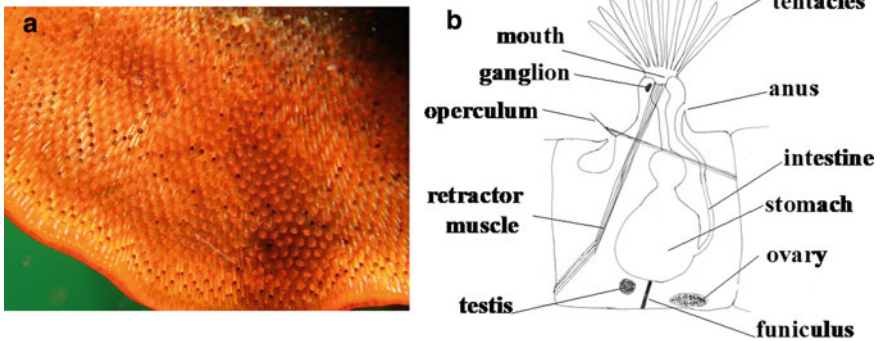 a
b
tentacles
mouth
ganglion
anus
operculum
intestine
retractor
muscle
stomach
ovary
testis
funiculus